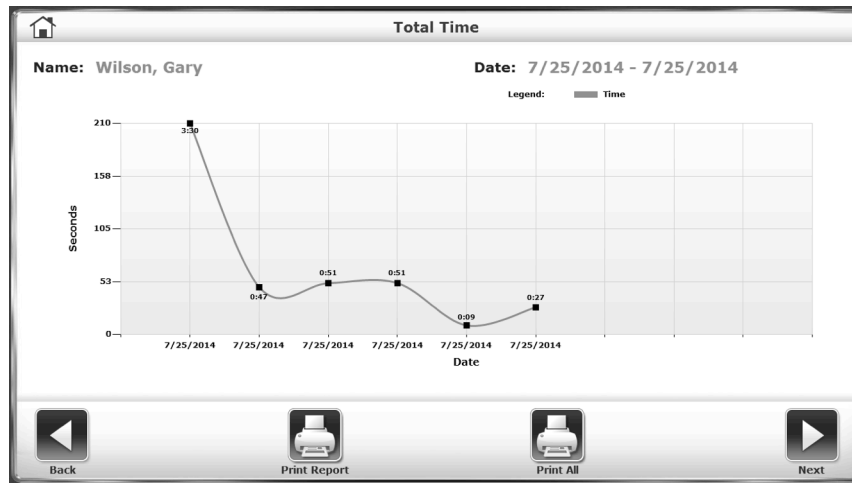 Total Time
Name: Wilson, Gary
Date: 7/25/2014 - 7/25/2014
Legend: Time
210
158
105
53
0
Seconds
3:30
0:47
0:51
0:51
0:09
0:27
7/25/2014 7/25/2014 7/25/2014 7/25/2014 7/25/2014 7/25/2014
Date
Back
Print Report
Print All
Next